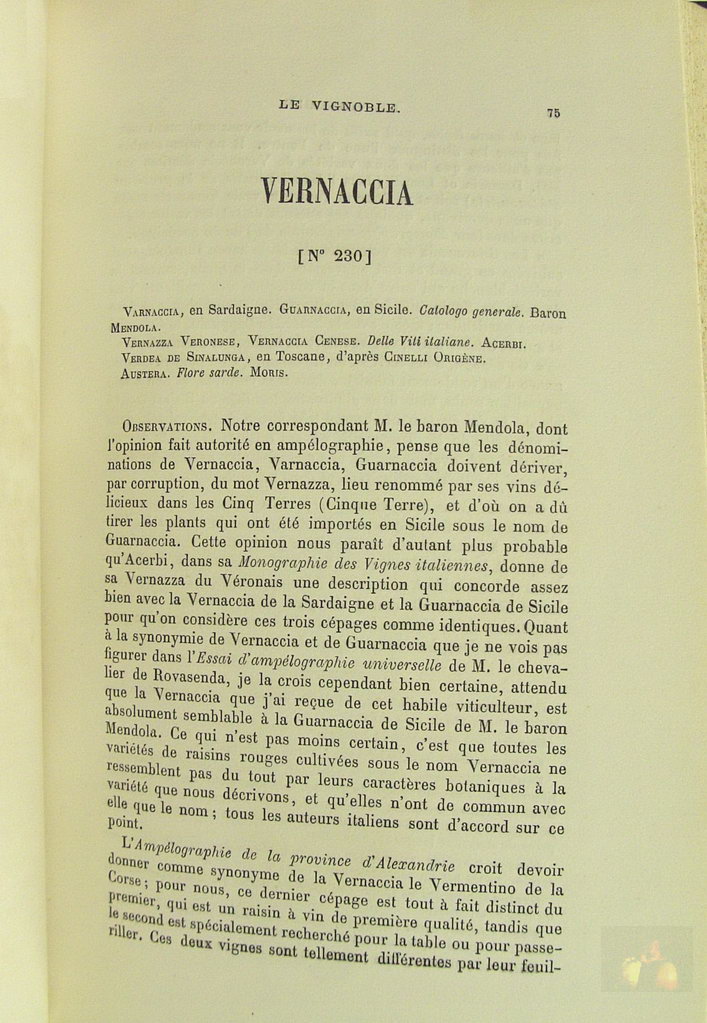 LE VIGNOBLE.
75
VERNACCIA
[N° 230]
VARNACCIA, en Sardaigne. GUARNACCIA, en Sicile. Catologo generale. Baron
MENDOLA.
VERNAZZA VERONESE, VERNACCIA CENESE. Delle Viti italiane. ACERBI.
VERDEA DE SINALUNGA, en Toscane, d'après CINELLI ORIGÈNE.
AUSTERA. Flore sarde. MORIS.
OBSERVATIONS. Notre correspondant M. le baron Mendola, dont
l'opinion fait autorité en ampélographie, pense que les dénomi-
nations de Vernaccia, Varnaccia, Guarnaccia doivent dériver,
par corruption, du mot Vernazza, lieu renommé par ses vins dé-
licieux dans les Cinq Terres (Cinque Terre), et d'où on a dû
tirer les plants qui ont été importés en Sicile sous le nom de
Guarnaccia. Cette opinion nous paraît d'autant plus probable
qu'Acerbi, dans sa Monographie des Vignes italiennes, donne de
sa Vernazza du Véronais une description qui concorde assez
bien avec la Vernaccia de la Sardaigne et la Guarnaccia de Sicile
pour qu'on considère ces trois cépages comme identiques. Quant
à la synonymie de Vernaccia et de Guarnaccia que je ne vois pas
figurer dans l'Essai d'ampélographie universelle de M. le cheva-
lier de Rovasenda, je la crois cependant bien certaine, attendu
que la Vernaccia que j'ai reçue de cet habile viticulteur, est
absolument semblable à la Guarnaccia de Sicile de M. le baron
Mendola. Ce qui n'est pas moins certain, c'est que toutes les
variétés de raisins rouges cultivées sous le nom Vernaccia ne
ressemblent pas du tout par leurs caractères botaniques à la
variété que nous décrivons, et qu'elles n'ont de commun avec
elle que le nom; tous les auteurs italiens sont d'accord sur ce
point.
L'Ampélographie de la province d'Alexandrie croit devoir
donner comme synonyme de la Vernaccia le Vermentino de la
Corse; pour nous, ce dernier cépage est tout à fait distinct du
premier, qui est un raisin à vin de première qualité, tandis que
le second est spécialement recherché pour la table ou pour passe-
riller. Ces deux vignes sont tellement différentes par leur feuil-